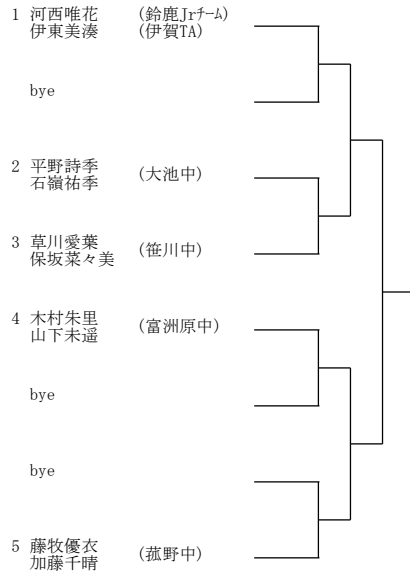 1 河西唯花 (鈴鹿Jrチーム)
伊東美湊 (伊賀TA)
bye
2 平野詩季
石嶺祐季 (大池中)
3 草川愛葉
保坂菜々美 (笹川中)
4 木村朱里
山下未遥 (富洲原中)
bye
bye
5 藤牧優衣
加藤千晴 (菰野中)